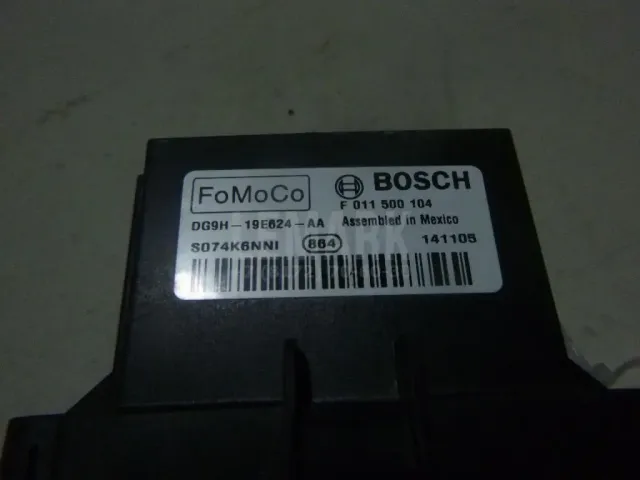 FoMoCo
BOSCH
F 011 500 104
DG9H-19E624-AA
Assembled in Mexico
S074K6NNI
864
141105